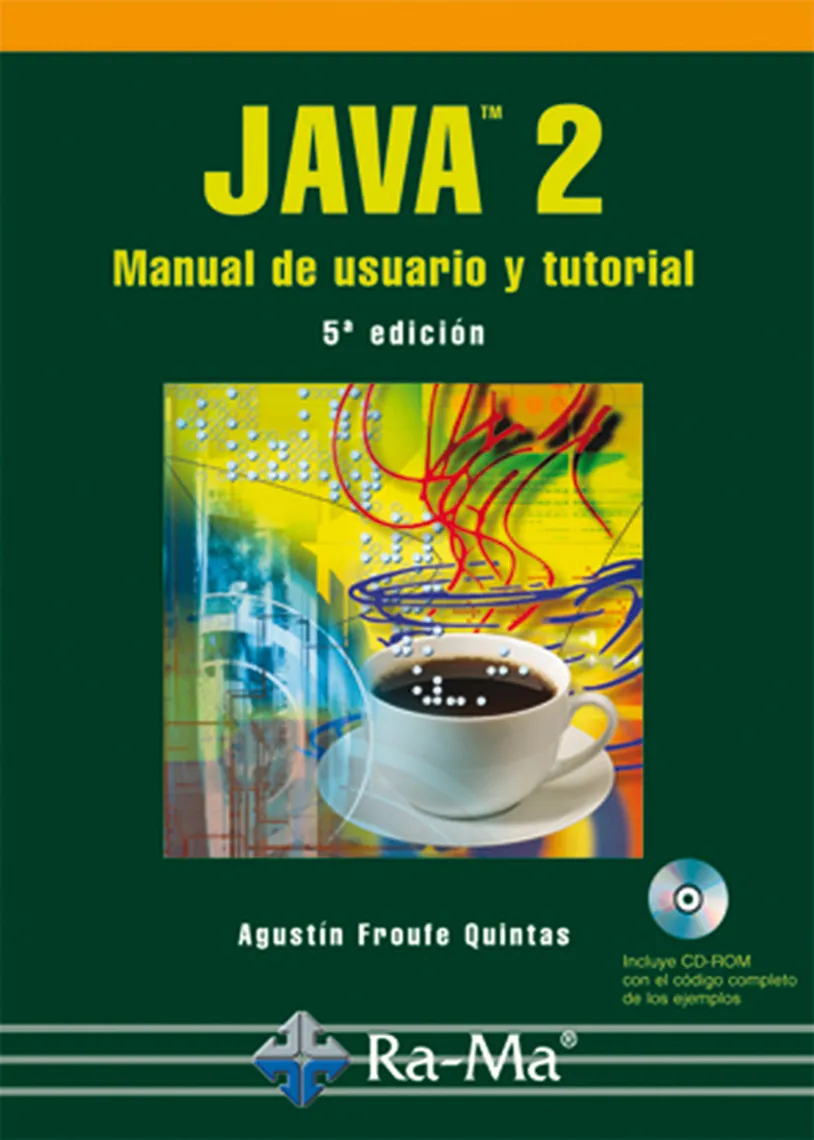 JAVA™ 2
Manual de usuario y tutorial
5ª edición
Agustín Froufe Quintas
Incluye CD-ROM
con el código completo
de los ejemplos
Ra-Ma®